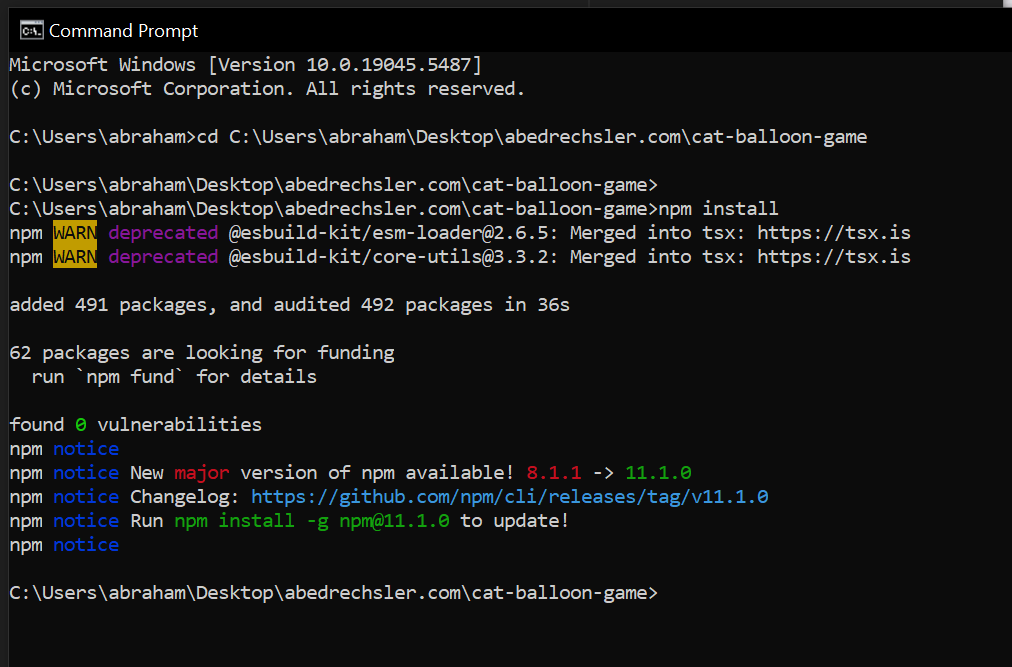 Command Prompt
Microsoft Windows [Version 10.0.19045.5487]
(c) Microsoft Corporation. All rights reserved.
C:\Users\abraham>cd C:\Users\abraham\Desktop\abedrechsler.com\cat-balloon-game
C:\Users\abraham\Desktop\abedrechsler.com\cat-balloon-game>
C:\Users\abraham\Desktop\abedrechsler.com\cat-balloon-game>npm install
npm WARN deprecated @esbuild-kit/esm-loader@2.6.5: Merged into tsx: https://tsx.is
npm WARN deprecated @esbuild-kit/core-utils@3.3.2: Merged into tsx: https://tsx.is
added 491 packages, and audited 492 packages in 36s
62 packages are looking for funding
  run `npm fund` for details
found 0 vulnerabilities
npm notice
npm notice New major version of npm available! 8.1.1 -> 11.1.0
npm notice Changelog: https://github.com/npm/cli/releases/tag/v11.1.0
npm notice Run npm install -g npm@11.1.0 to update!
npm notice
C:\Users\abraham\Desktop\abedrechsler.com\cat-balloon-game>